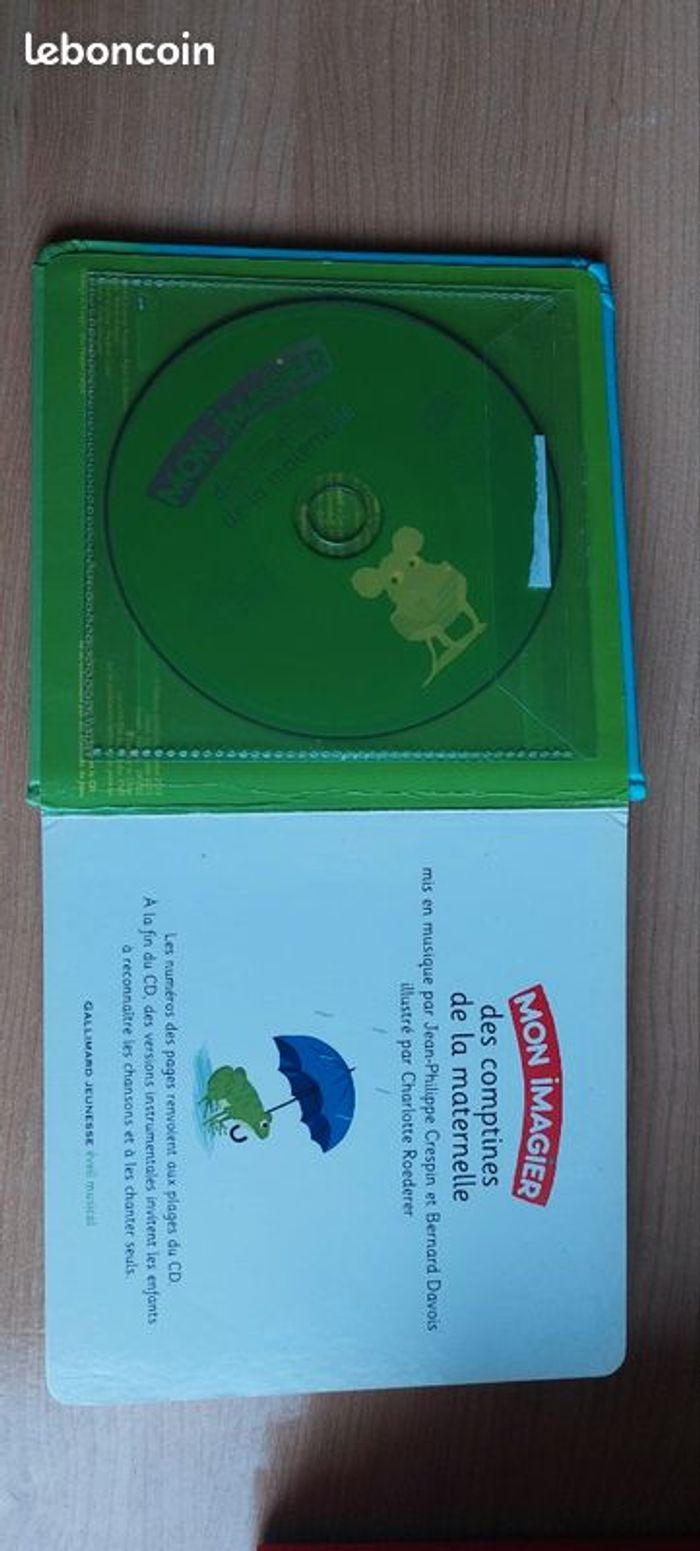 leboncoin
MON iMAGiER
des comptines
de la maternelle
MON iMAGiER
des comptines
de la maternelle
mis en musique par Jean-Philippe Crespin et Bernard Davois
illustré par Charlotte Roederer
Les numéros des pages renvoient aux plages du CD.
À la fin du CD, des versions instrumentales invitent les enfants
à reconnaître les chansons et à les chanter seuls.
GALLIMARD JEUNESSE éveil musical